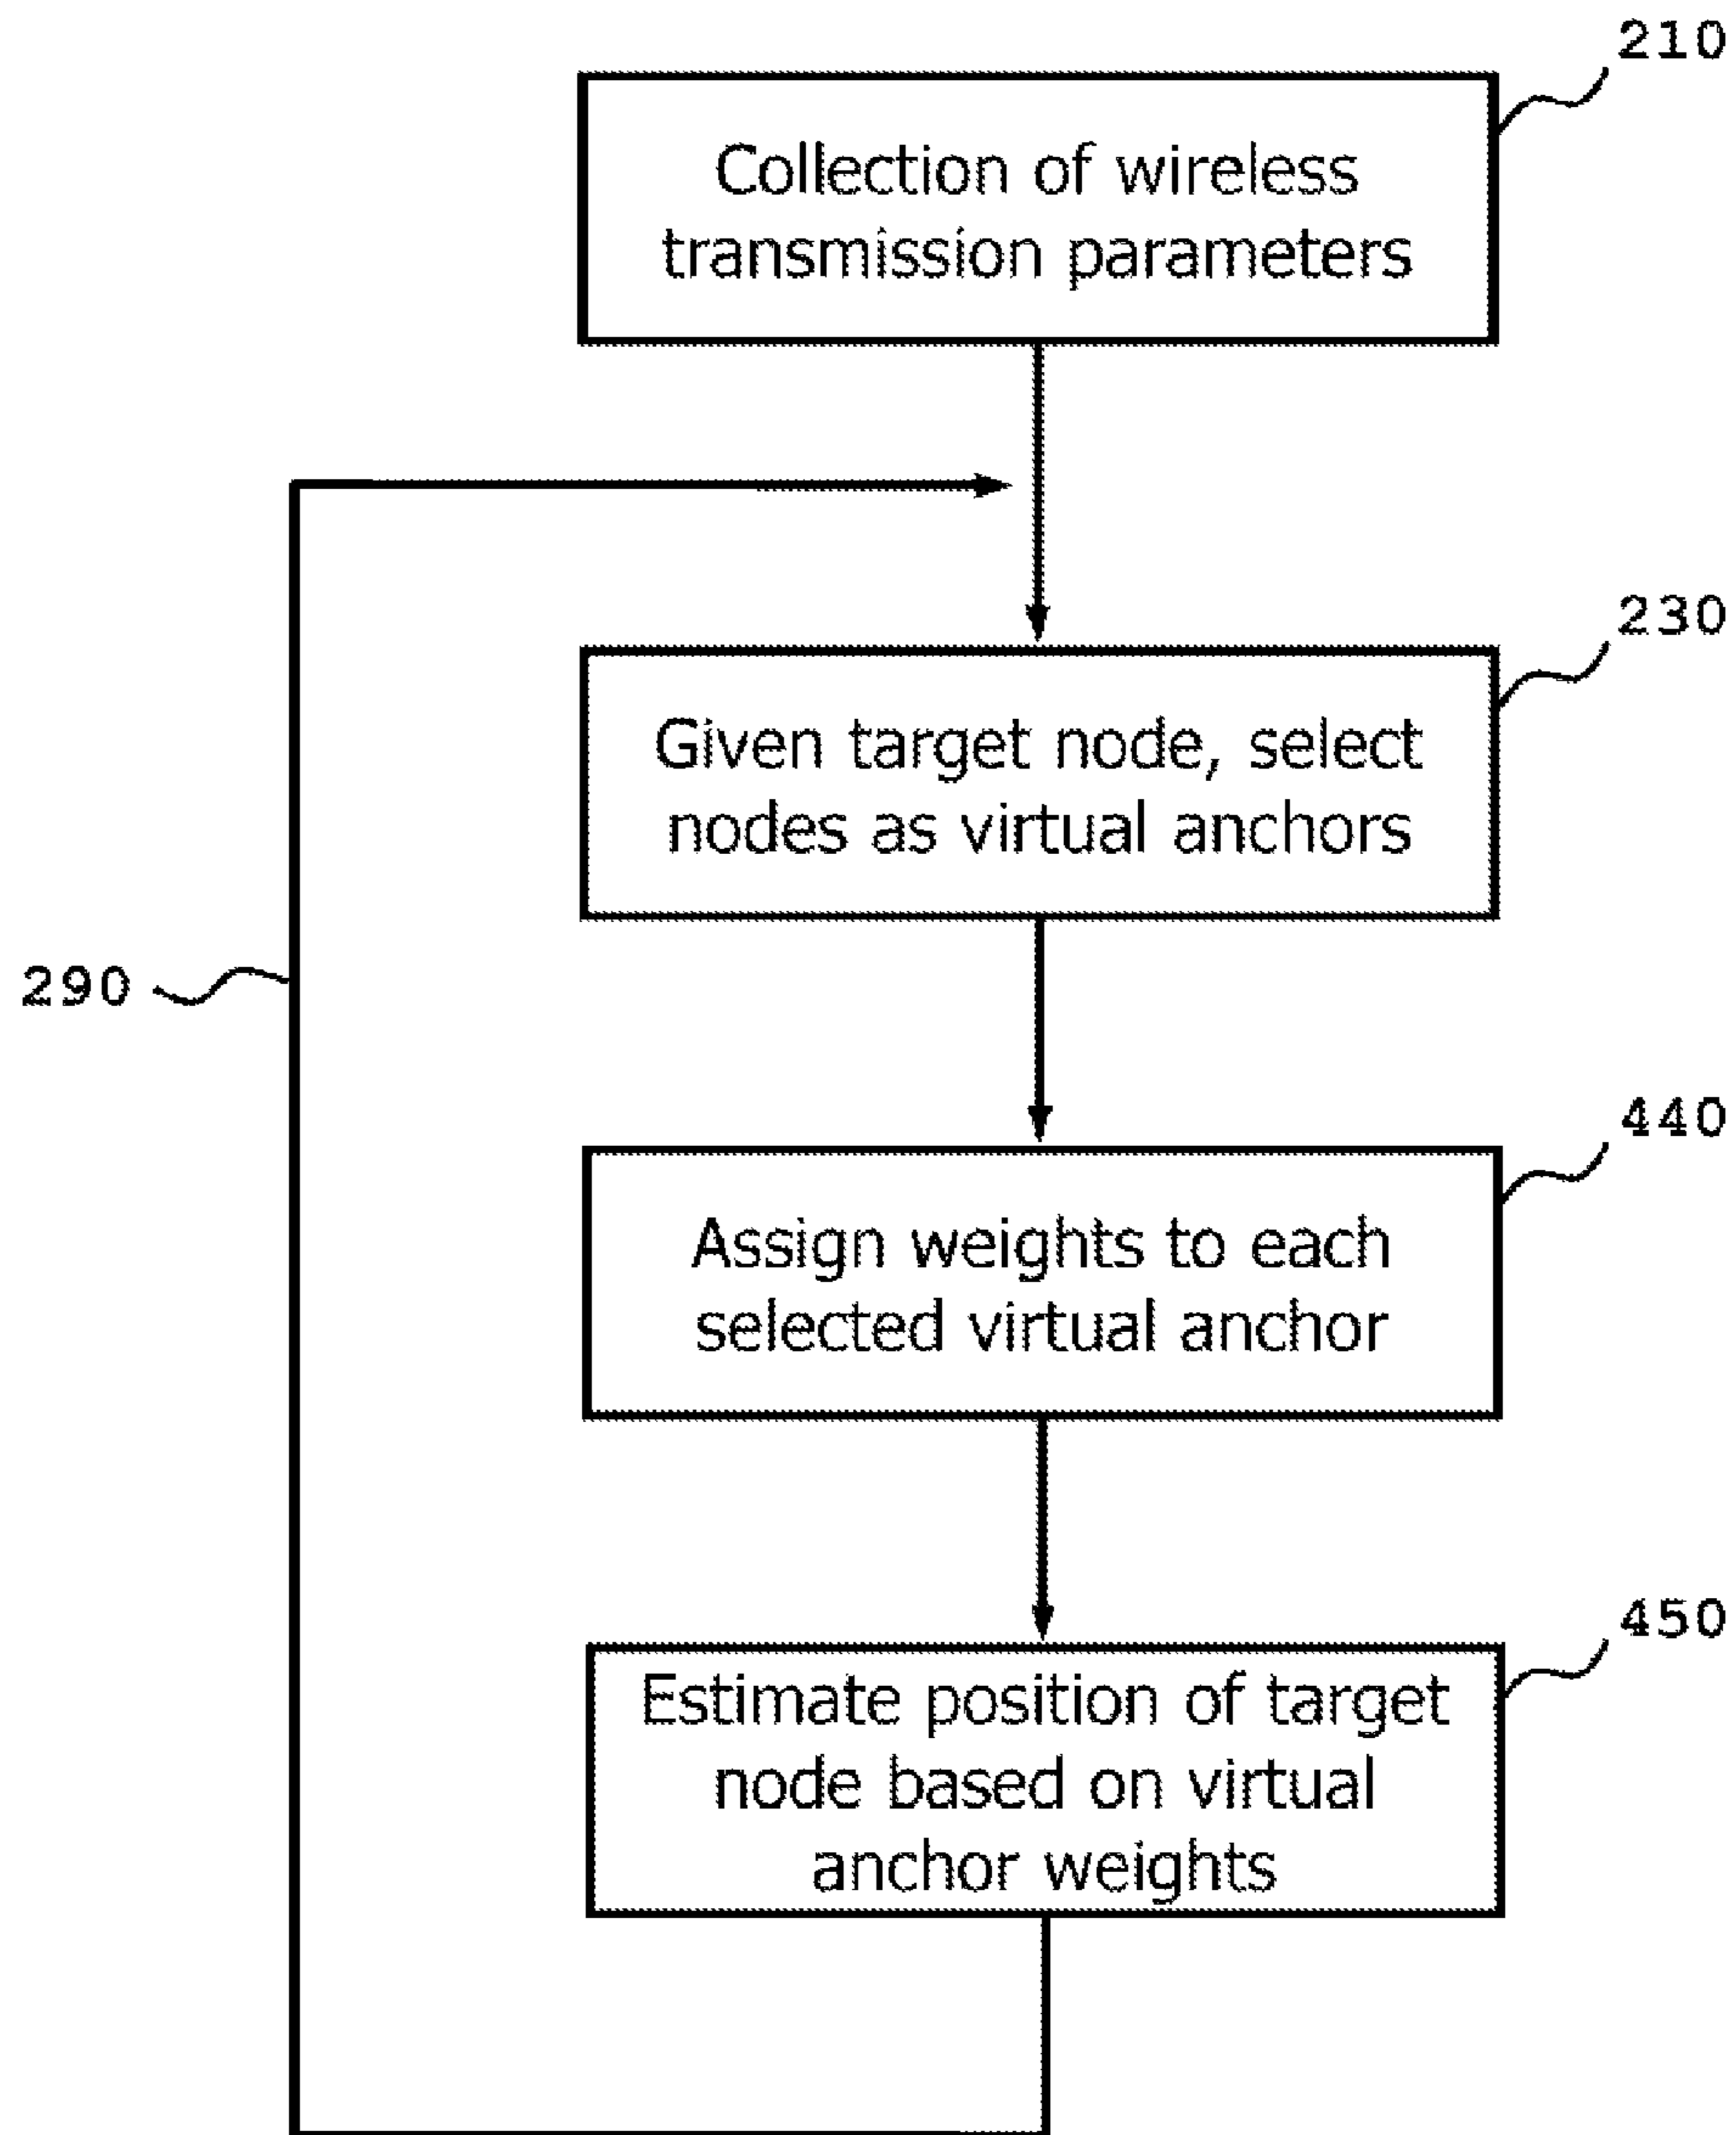 210
Collection of wireless
transmission parameters
230
Given target node, select
nodes as virtual anchors
290
440
Assign weights to each
selected virtual anchor
450
Estimate position of target
node based on virtual
anchor weights